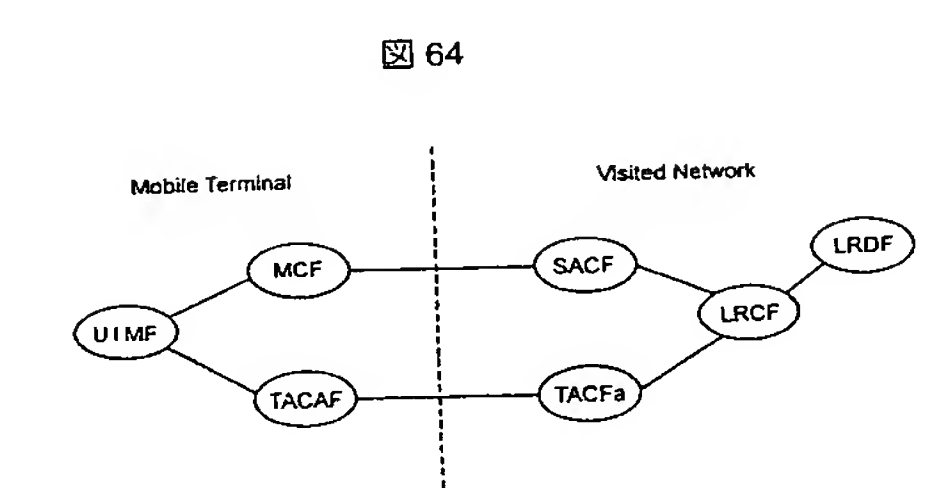 図 64
Mobile Terminal
Visited Network
MCF
SACF
LRDF
UIMF
LRCF
TACAF
TACFa